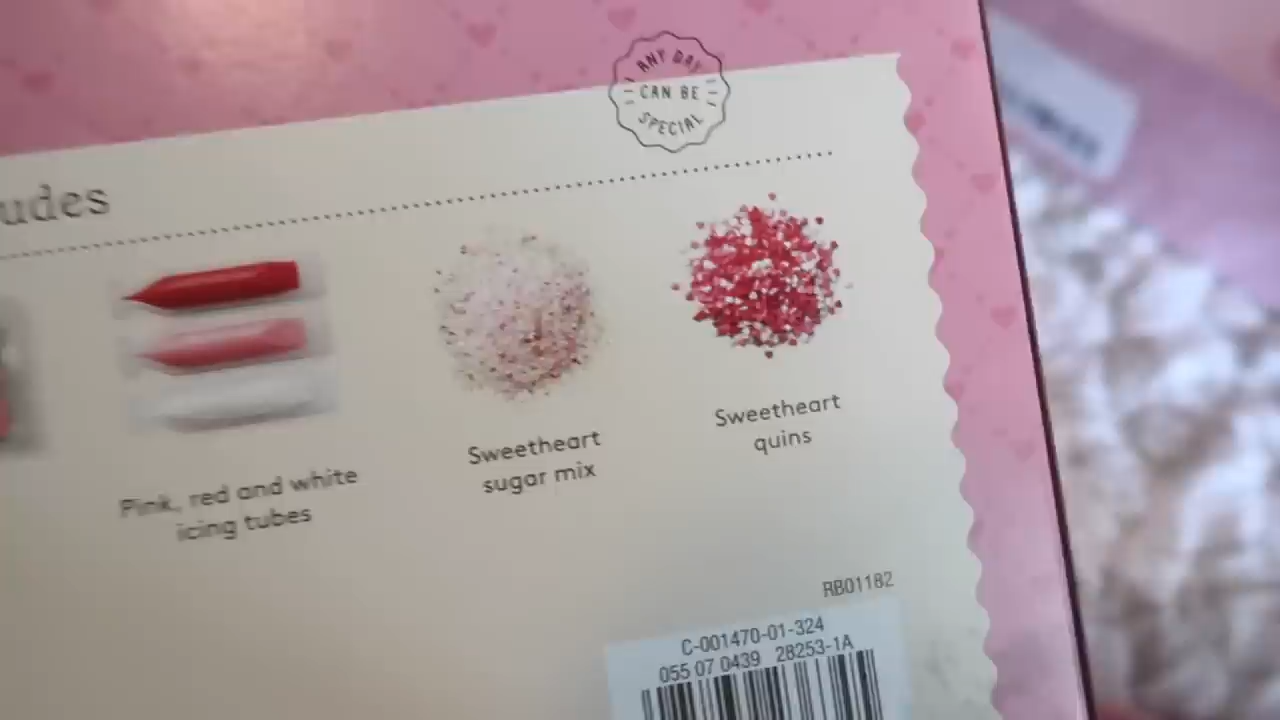 ANY DAY
CAN BE
SPECIAL
udes
Pink, red and white
icing tubes
Sweetheart
sugar mix
Sweetheart
quins
RB01182
C-001470-01-324
055 07 0439 28253-1A